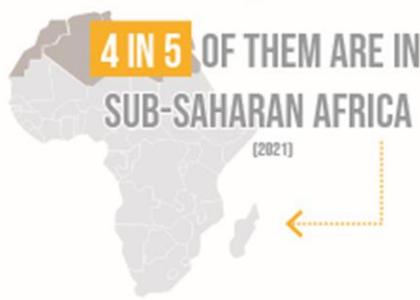 4 IN 5 OF THEM ARE IN
SUB-SAHARAN AFRICA
(2021)